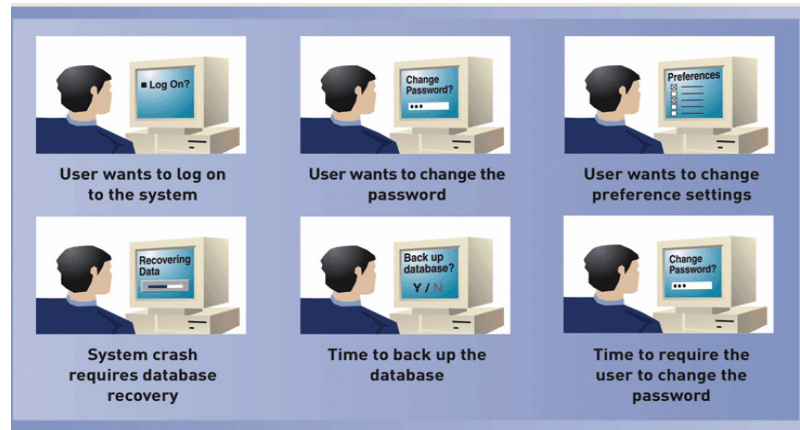 Log On?
User wants to log on
to the system
Change
Password?
User wants to change the
password
Preferences
User wants to change
preference settings
Recovering
Data
System crash
requires database
recovery
Back up
database?
Y / N
Time to back up the
database
Change
Password?
Time to require the
user to change the
password